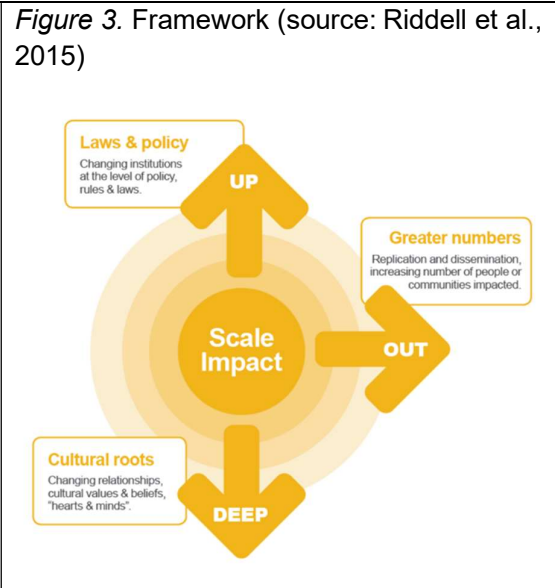 Figure 3. Framework (source: Riddell et al.,
2015)
Laws & policy
Changing institutions
at the level of policy,
rules & laws.
UP
Greater numbers
Replication and dissemination,
increasing number of people or
communities impacted.
Scale
Impact
OUT
Cultural roots
Changing relationships,
cultural values & beliefs,
"hearts & minds".
DEEP